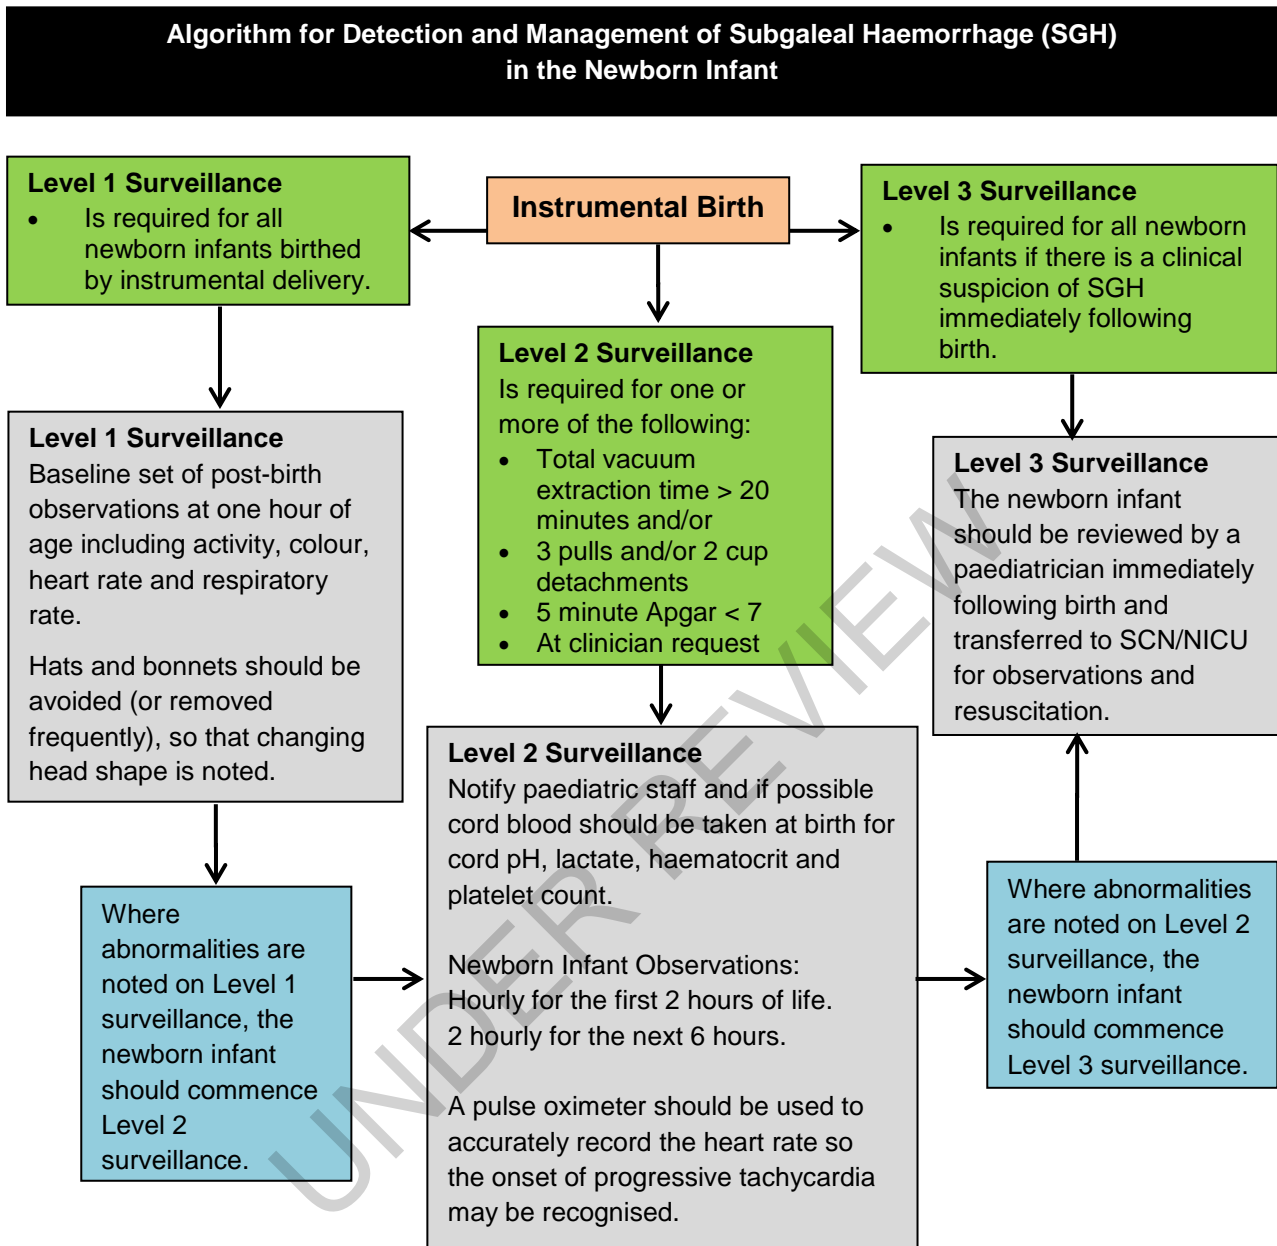 Algorithm for Detection and Management of Subgaleal Haemorrhage (SGH)
in the Newborn Infant
Instrumental Birth
Level 1 Surveillance
• Is required for all
newborn infants birthed
by instrumental delivery.
Level 1 Surveillance
Baseline set of post-birth
observations at one hour of
age including activity, colour,
heart rate and respiratory
rate.
Hats and bonnets should be
avoided (or removed
frequently), so that changing
head shape is noted.
Where
abnormalities are
noted on Level 1
surveillance, the
newborn infant
should commence
Level 2
surveillance.
Level 2 Surveillance
Is required for one or
more of the following:
• Total vacuum
extraction time > 20
minutes and/or
• 3 pulls and/or 2 cup
detachments
• 5 minute Apgar < 7
• At clinician request
Level 2 Surveillance
Notify paediatric staff and if possible
cord blood should be taken at birth for
cord pH, lactate, haematocrit and
platelet count.
Newborn Infant Observations:
Hourly for the first 2 hours of life.
2 hourly for the next 6 hours.
A pulse oximeter should be used to
accurately record the heart rate so
the onset of progressive tachycardia
may be recognised.
Level 3 Surveillance
• Is required for all newborn
infants if there is a clinical
suspicion of SGH
immediately following
birth.
Level 3 Surveillance
The newborn infant
should be reviewed by a
paediatrician immediately
following birth and
transferred to SCN/NICU
for observations and
resuscitation.
Where abnormalities
are noted on Level 2
surveillance, the
newborn infant
should commence
Level 3 surveillance.
UNDER REVIEW